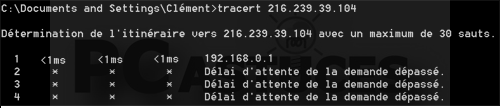 C:\Documents and Settings\Clément>tracert 216.239.39.104
Détermination de l'itinéraire vers 216.239.39.104 avec un maximum de 30 sauts.
1 <1ms <1ms <1ms 192.168.0.1
2 * * * Délai d'attente de la demande dépassé.
3 * * * Délai d'attente de la demande dépassé.
4 * * * Délai d'attente de la demande dépassé.